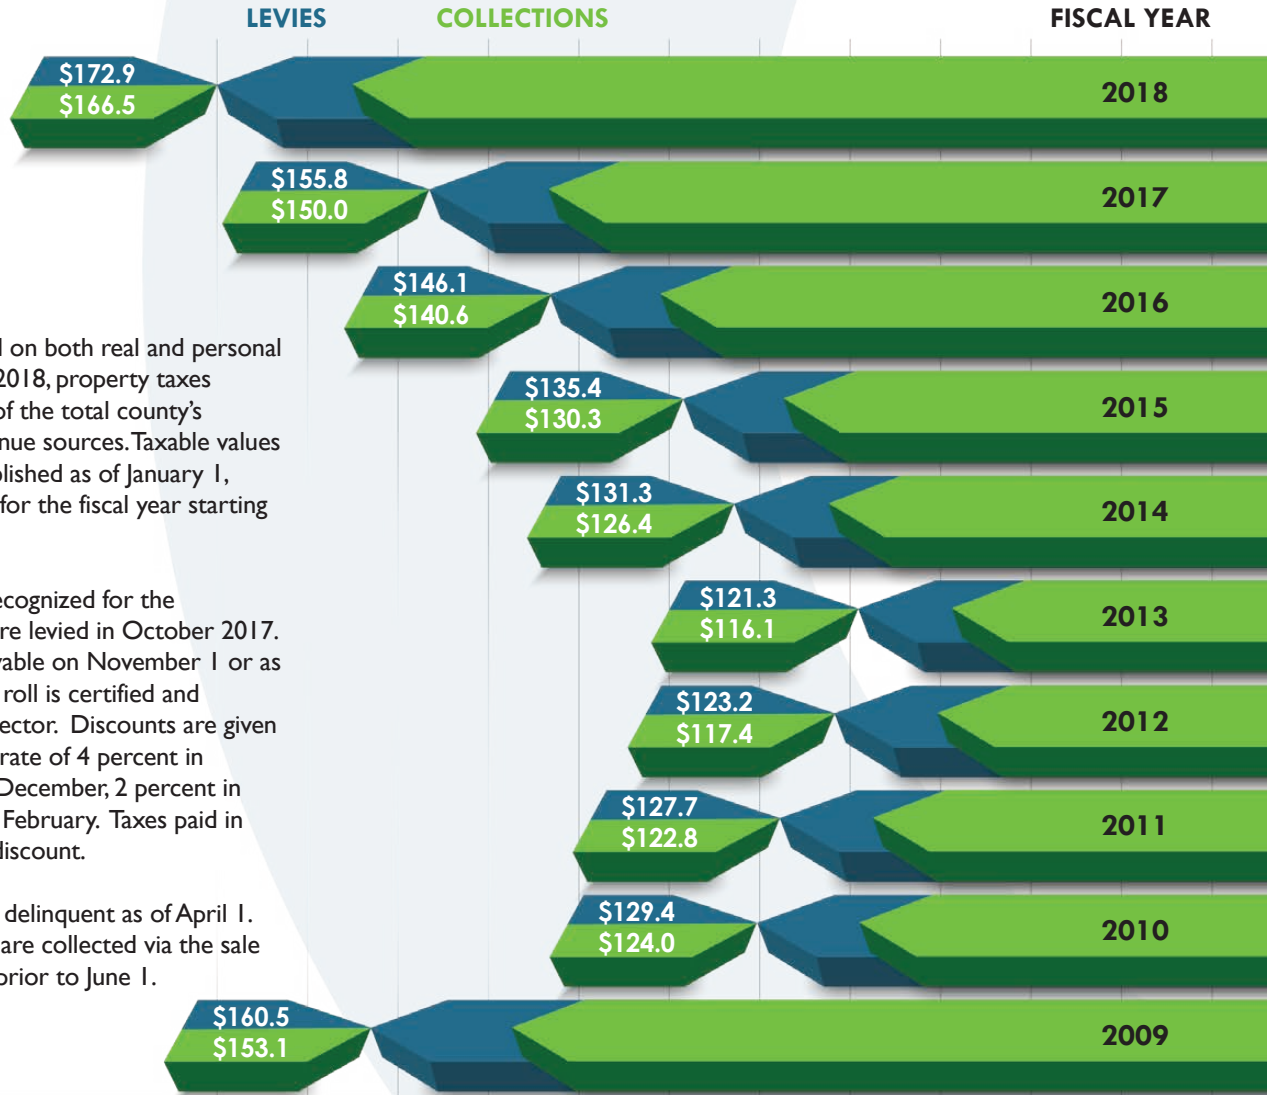 LEVIES COLLECTIONS FISCAL YEAR
$172.9
$166.5
2018
$155.8
$150.0
2017
$146.1
$140.6
2016
$135.4
$130.3
2015
$131.3
$126.4
2014
$121.3
$116.1
2013
$123.2
$117.4
2012
$127.7
$122.8
2011
$129.4
$124.0
2010
$160.5
$153.1
2009
on both real and personal
2018, property taxes
of the total county’s
nue sources. Taxable values
blished as of January 1,
for the fiscal year starting
ecognized for the
re levied in October 2017.
yable on November 1 or as
roll is certified and
ector. Discounts are given
rate of 4 percent in
December, 2 percent in
February. Taxes paid in
discount.
delinquent as of April 1.
are collected via the sale
prior to June 1.